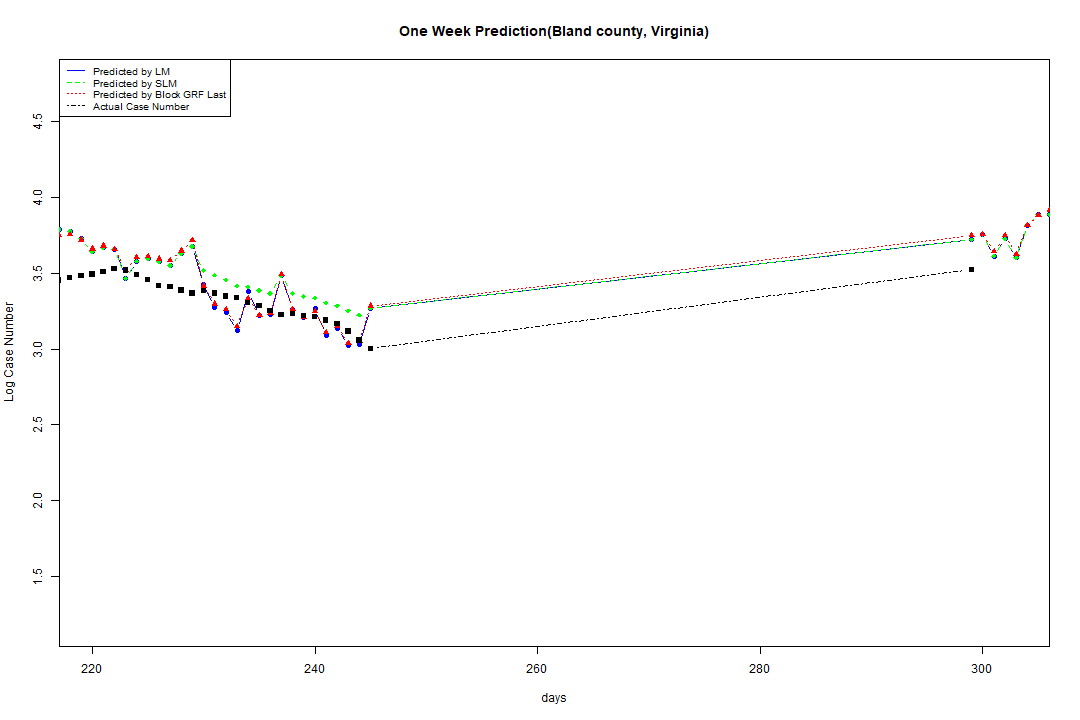 One Week Prediction(Bland county, Virginia)
Predicted by LM
Predicted by SLM
Predicted by Block GRF Last
Actual Case Number
4.5
4.0
3.5
3.0
2.5
2.0
1.5
Log Case Number
220
240
260
280
300
days